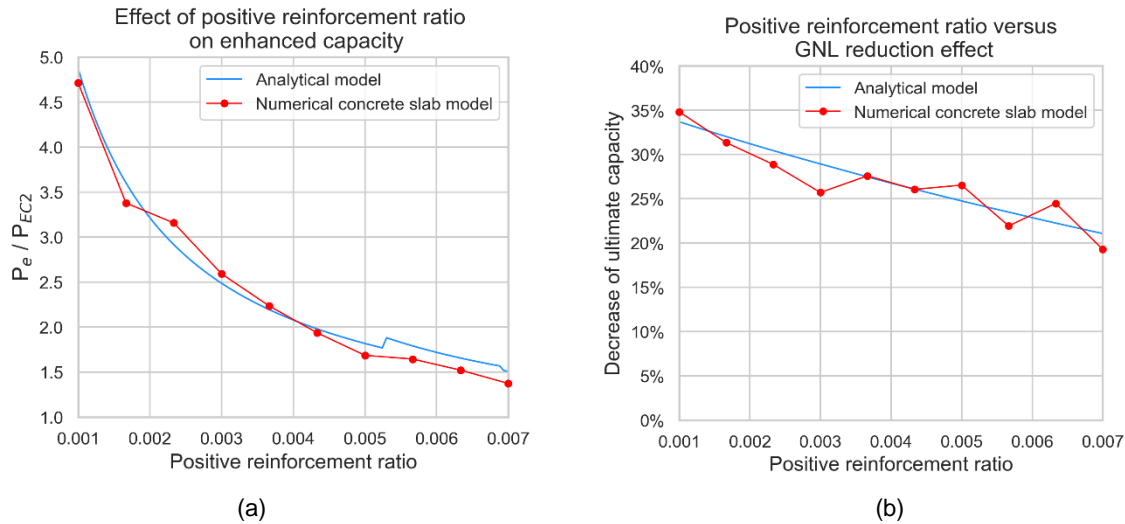 Effect of positive reinforcement ratio
on enhanced capacity
5.0
4.5
4.0
3.5
3.0
2.5
2.0
1.5
1.0
P_e / P_EC2
Analytical model
Numerical concrete slab model
0.001 0.002 0.003 0.004 0.005 0.006 0.007
Positive reinforcement ratio
(a)
Positive reinforcement ratio versus
GNL reduction effect
40%
35%
30%
25%
20%
15%
10%
5%
0%
Decrease of ultimate capacity
Analytical model
Numerical concrete slab model
0.001 0.002 0.003 0.004 0.005 0.006 0.007
Positive reinforcement ratio
(b)